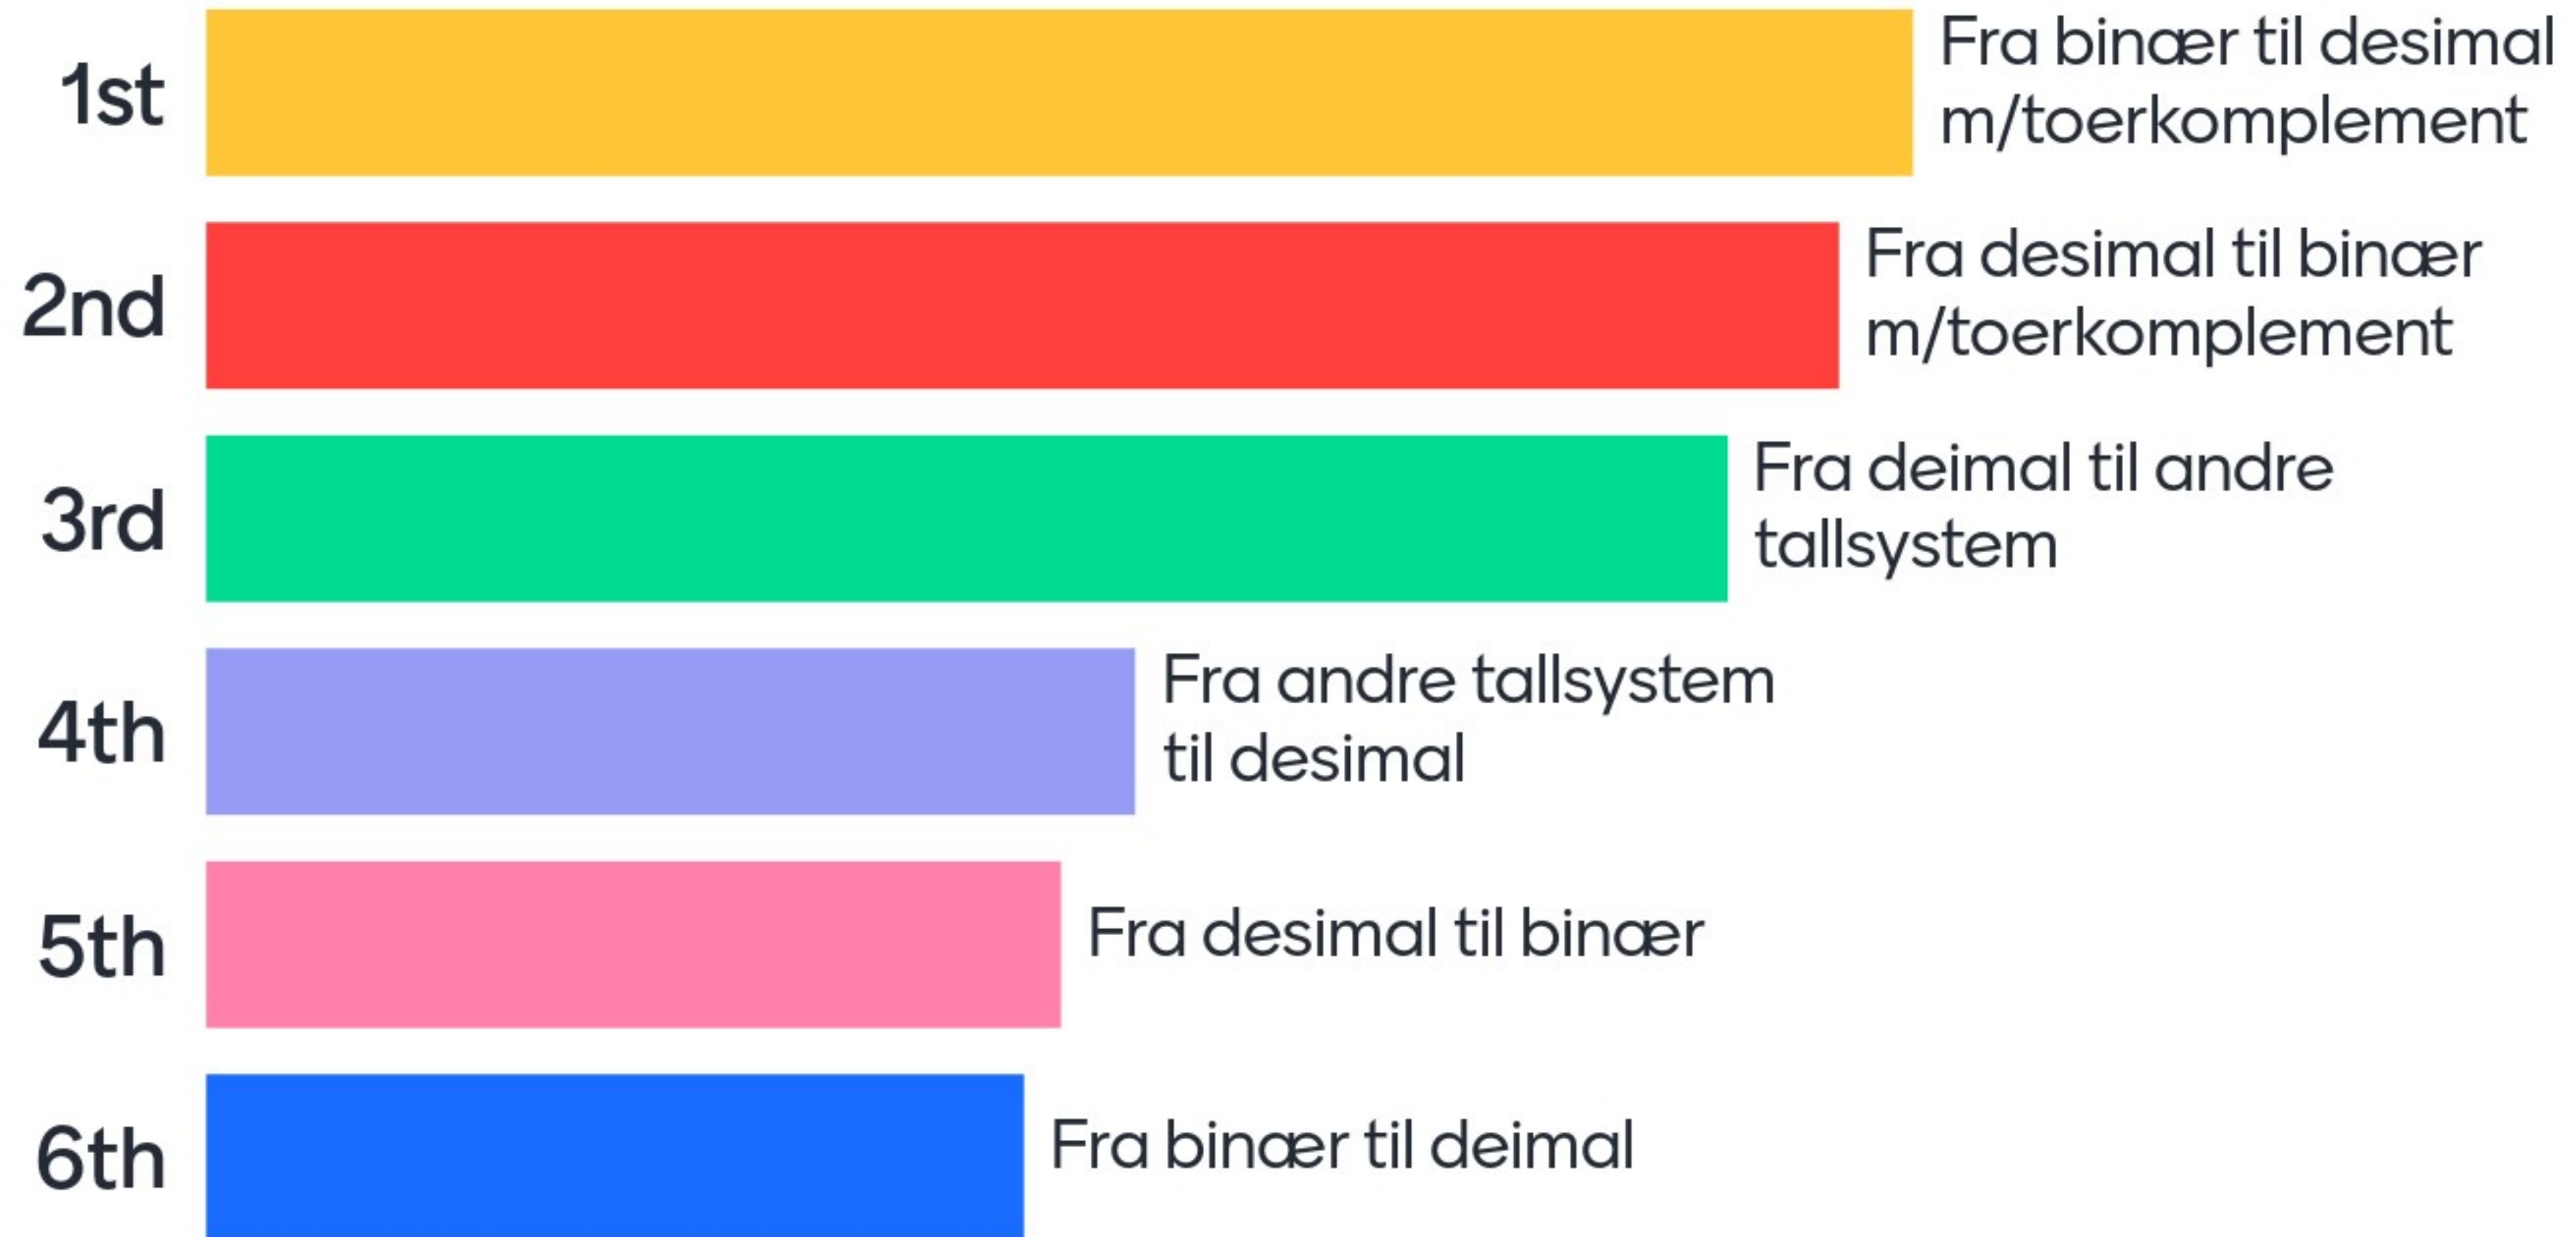 1st
Fra binær til desimal
m/toerkomplement
2nd
Fra desimal til binær
m/toerkomplement
3rd
Fra deimal til andre
tallsystem
4th
Fra andre tallsystem
til desimal
5th
Fra desimal til binær
6th
Fra binær til deimal